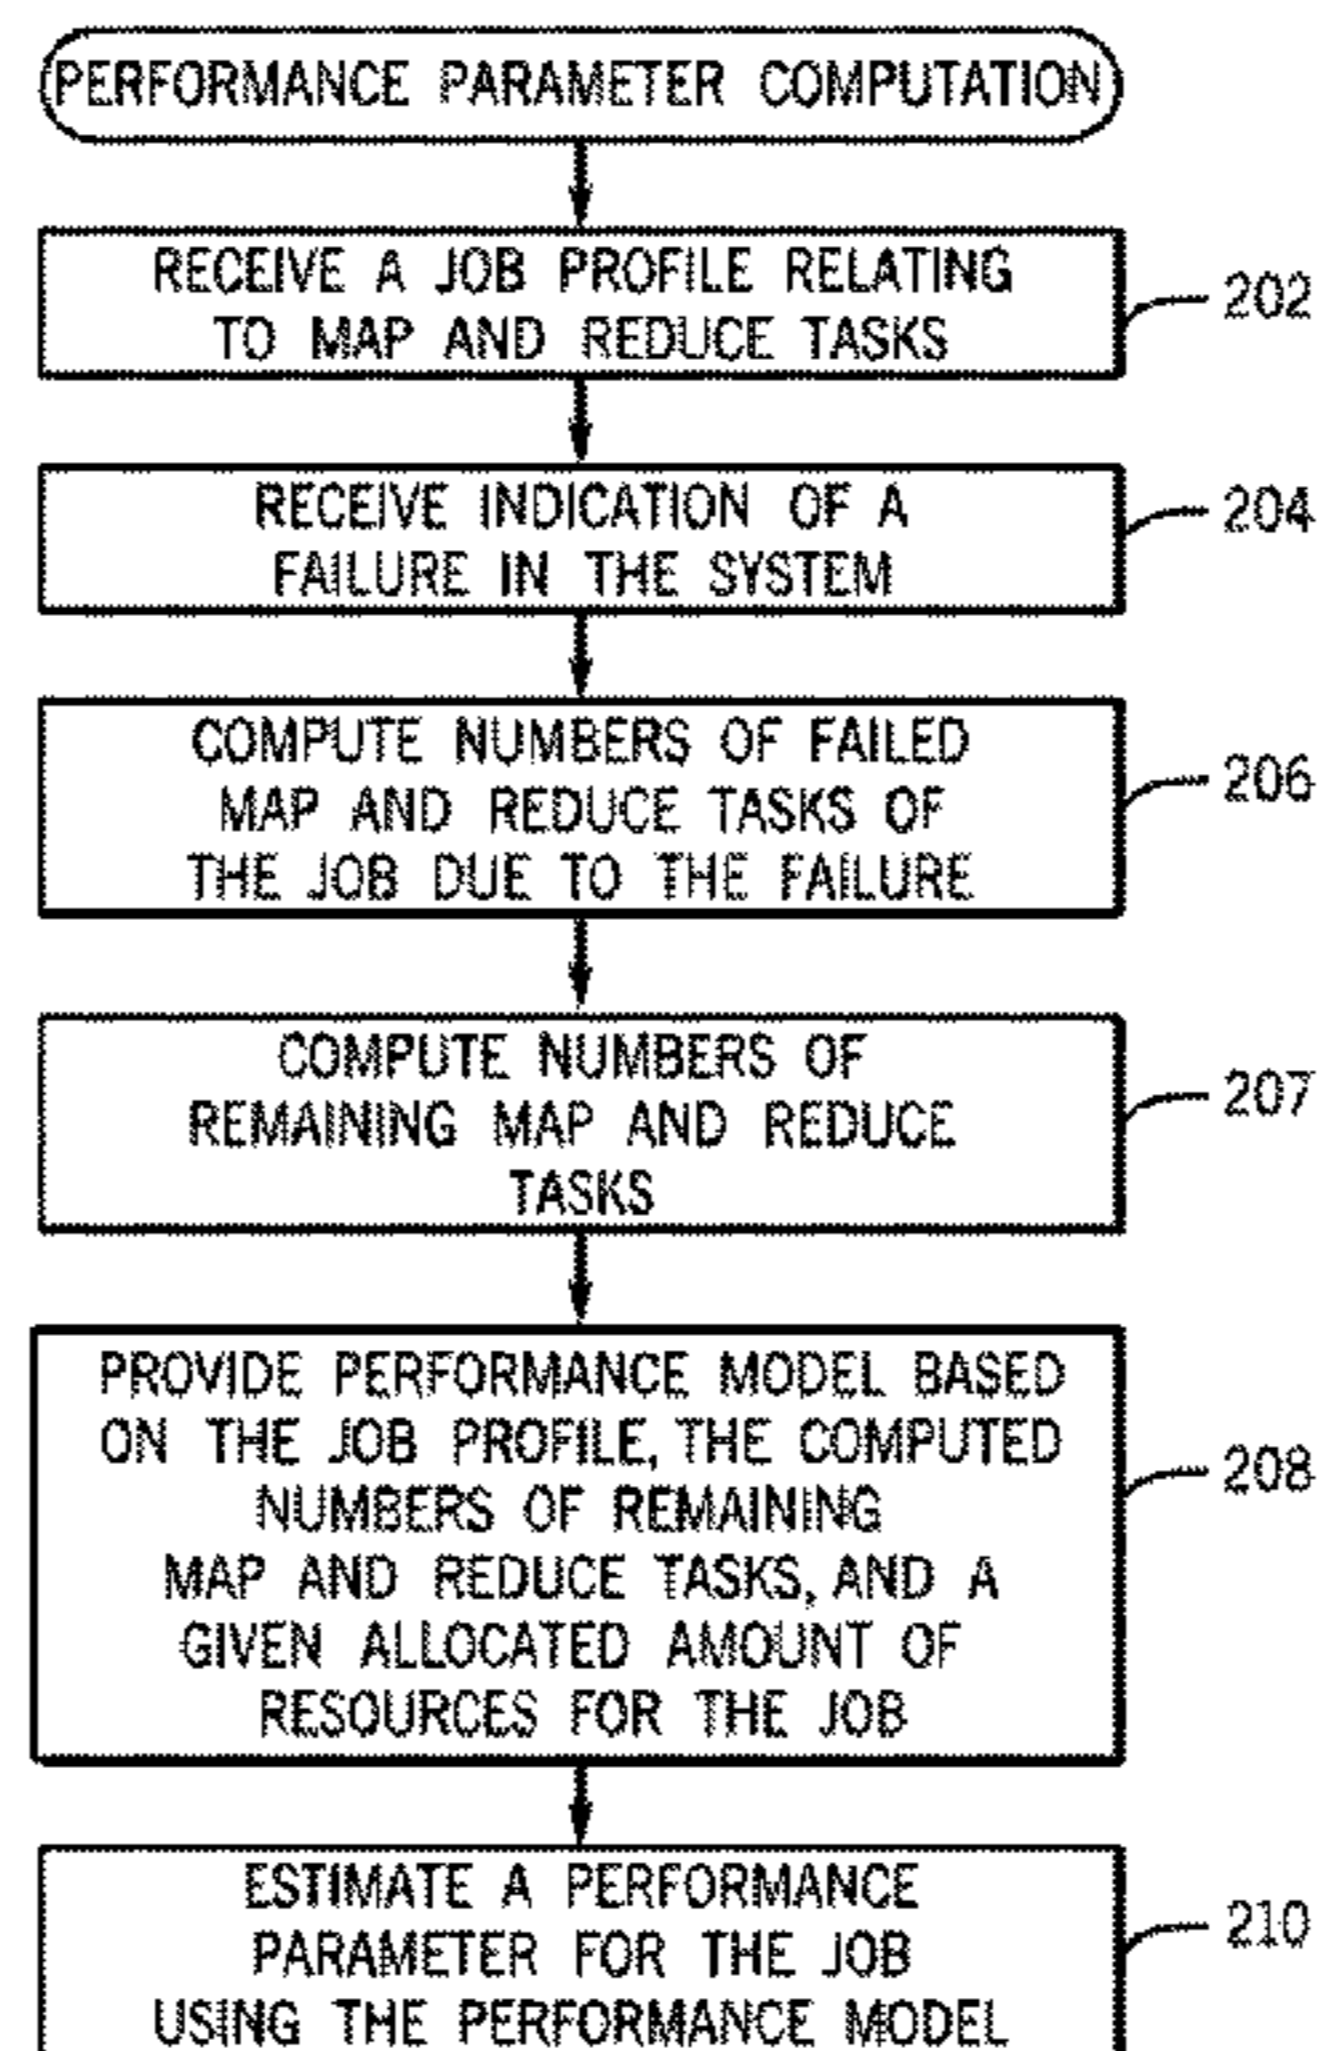 PERFORMANCE PARAMETER COMPUTATION
RECEIVE A JOB PROFILE RELATING
TO MAP AND REDUCE TASKS
202
RECEIVE INDICATION OF A
FAILURE IN THE SYSTEM
204
COMPUTE NUMBERS OF FAILED
MAP AND REDUCE TASKS OF
THE JOB DUE TO THE FAILURE
206
COMPUTE NUMBERS OF
REMAINING MAP AND REDUCE
TASKS
207
PROVIDE PERFORMANCE MODEL BASED
ON THE JOB PROFILE, THE COMPUTED
NUMBERS OF REMAINING
MAP AND REDUCE TASKS, AND A
GIVEN ALLOCATED AMOUNT OF
RESOURCES FOR THE JOB
208
ESTIMATE A PERFORMANCE
PARAMETER FOR THE JOB
USING THE PERFORMANCE MODEL
210